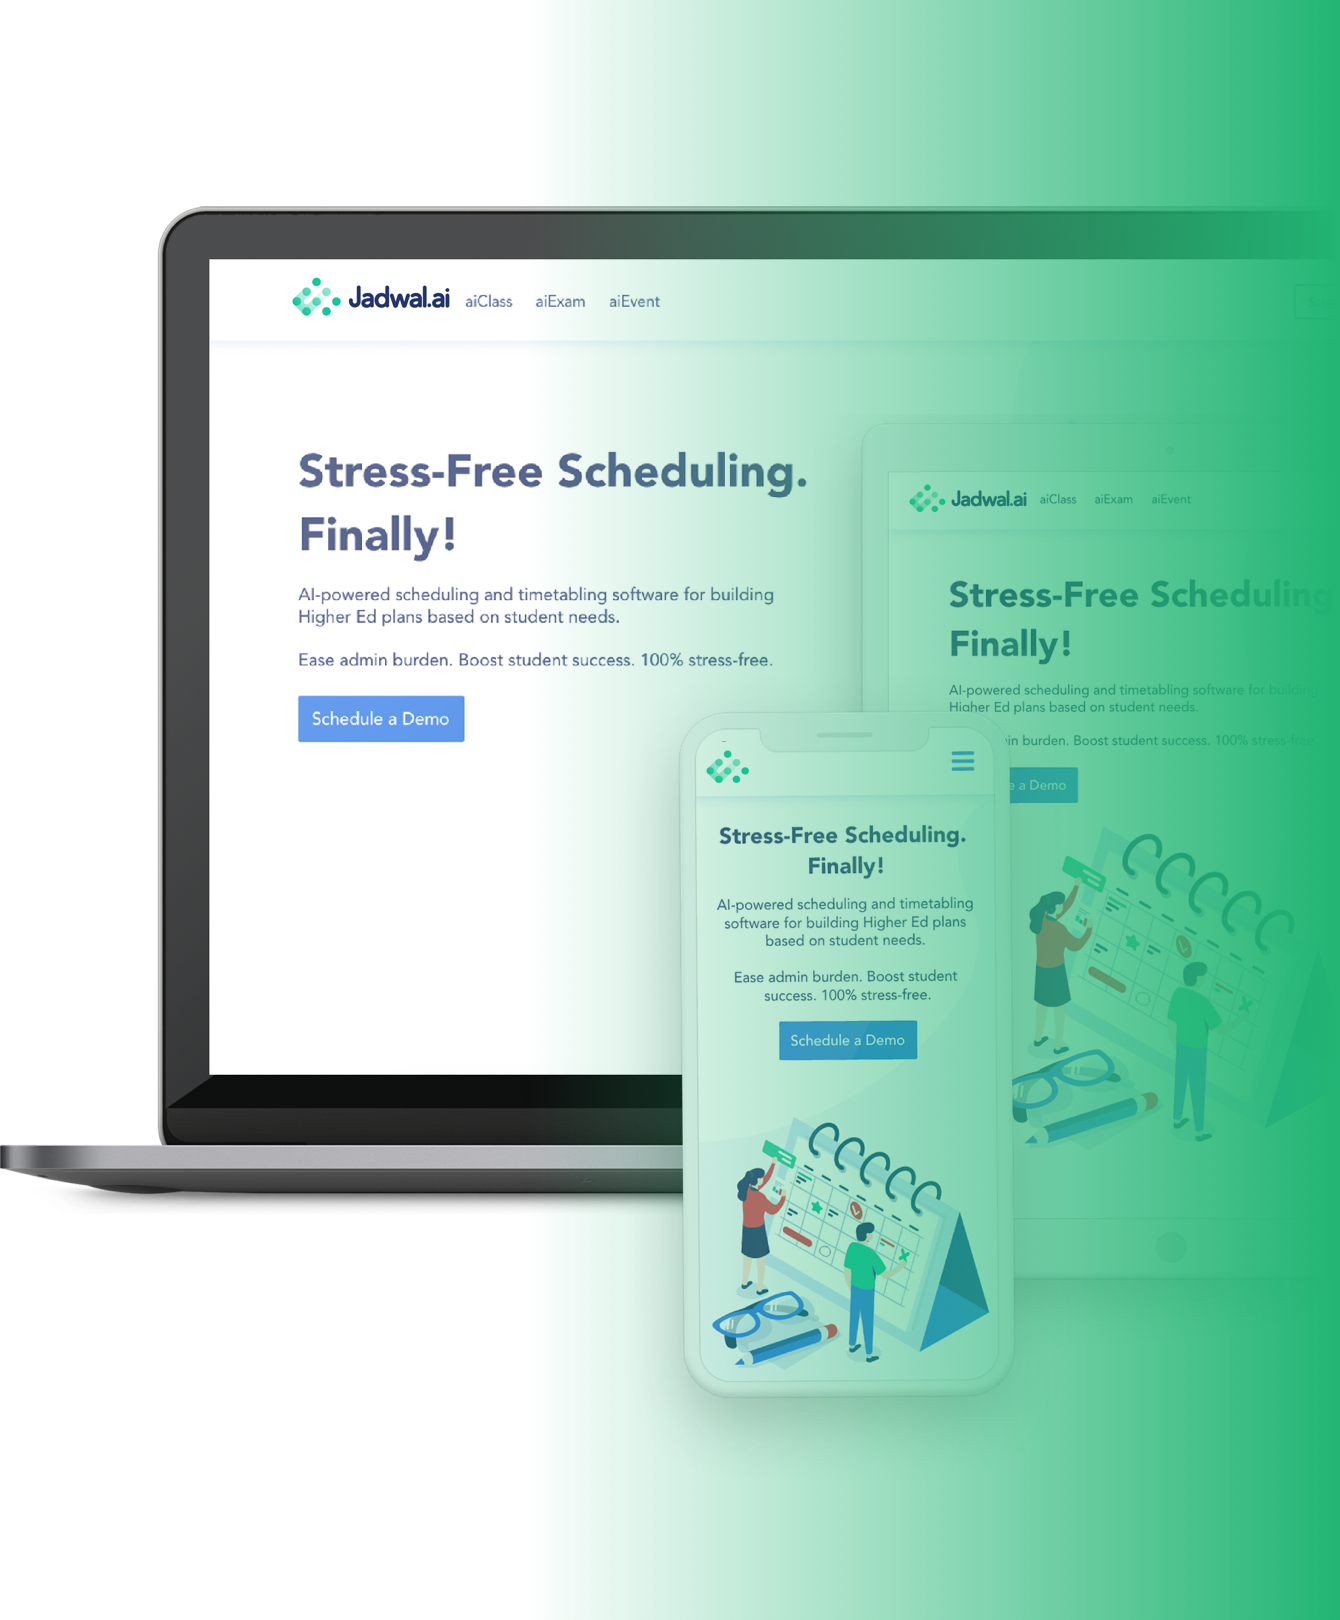 Jadwal.ai aiClass aiExam aiEvent
Stress-Free Scheduling.
Finally!
AI-powered scheduling and timetabling software for building
Higher Ed plans based on student needs.
Ease admin burden. Boost student success. 100% stress-free.
Schedule a Demo
Jadwal.ai aiClass aiExam aiEvent
Stress-Free Scheduling
Finally!
AI-powered scheduling and timetabling software for building
Higher Ed plans based on student needs.
in burden. Boost student success. 100% stress-free.
e a Demo
Stress-Free Scheduling.
Finally!
AI-powered scheduling and timetabling
software for building Higher Ed plans
based on student needs.
Ease admin burden. Boost student
success. 100% stress-free.
Schedule a Demo